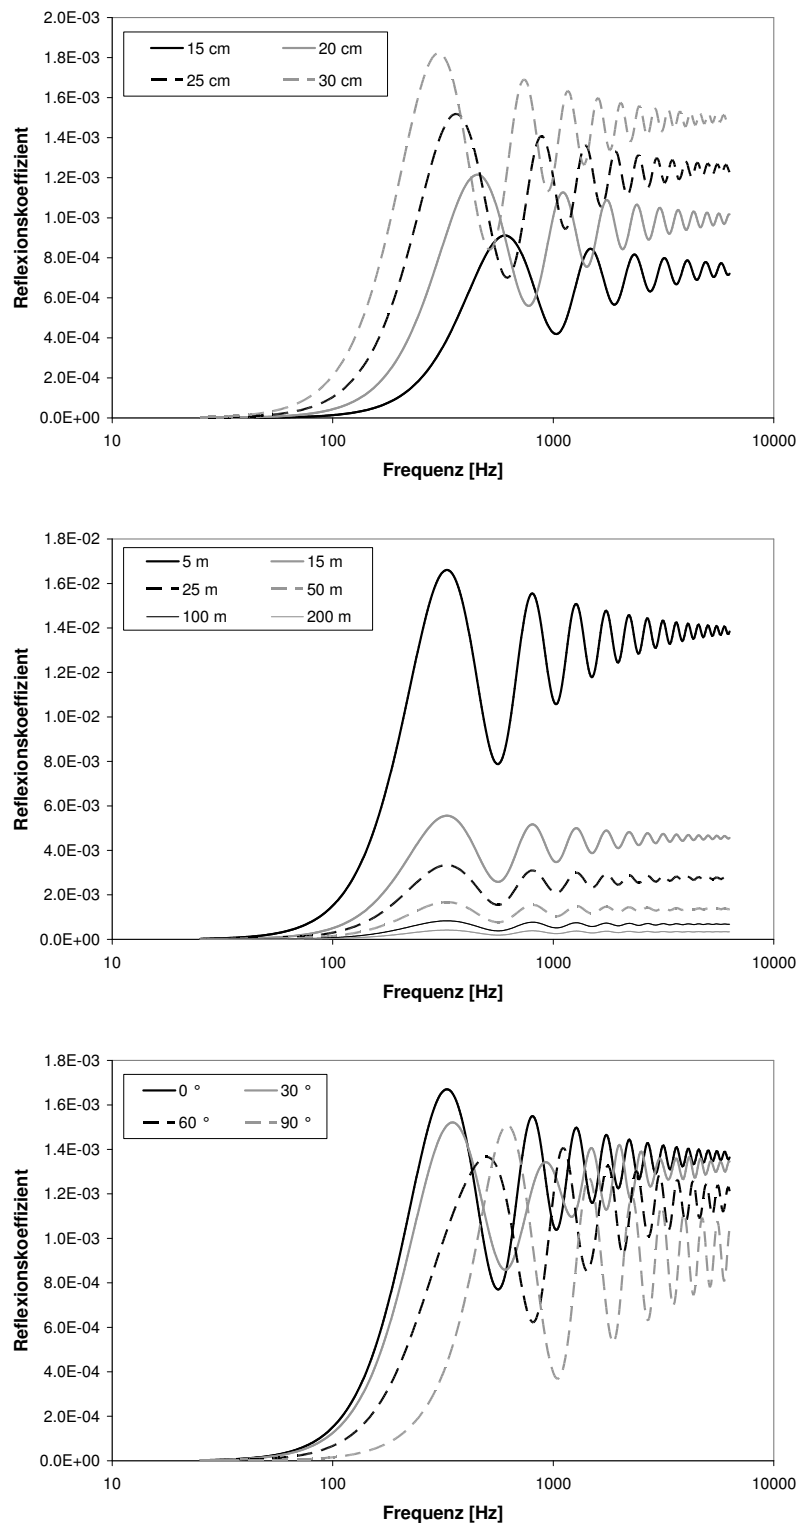 2.0E-03
1.8E-03
1.6E-03
1.4E-03
1.2E-03
1.0E-03
8.0E-04
6.0E-04
4.0E-04
2.0E-04
0.0E+00
Reflexionskoeffizient
15 cm 20 cm
25 cm 30 cm
10 100 1000 10000
Frequenz [Hz]
1.8E-02
1.6E-02
1.4E-02
1.2E-02
1.0E-02
8.0E-03
6.0E-03
4.0E-03
2.0E-03
0.0E+00
Reflexionskoeffizient
5 m 15 m
25 m 50 m
100 m 200 m
10 100 1000 10000
Frequenz [Hz]
1.8E-03
1.6E-03
1.4E-03
1.2E-03
1.0E-03
8.0E-04
6.0E-04
4.0E-04
2.0E-04
0.0E+00
Reflexionskoeffizient
0 ° 30 °
60 ° 90 °
10 100 1000 10000
Frequenz [Hz]